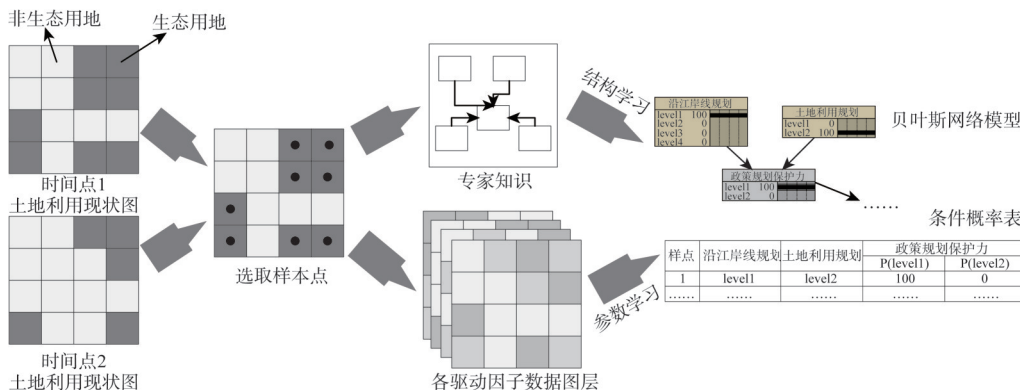 非生态用地
生态用地
时间点1
土地利用现状图
时间点2
土地利用现状图
选取样本点
专家知识
各驱动因子数据图层
结构学习
参数学习
沿江岸线规划
level1 100
level2 0
level3 0
level4 0
土地利用规划
level1 0
level2 100
政策规划保护力
level1 100
level2 0
……
贝叶斯网络模型
条件概率表
样点 沿江岸线规划 土地利用规划 政策规划保护力
P(level1) P(level2)
1 level1 level2 100 0
…… …… …… …… ……